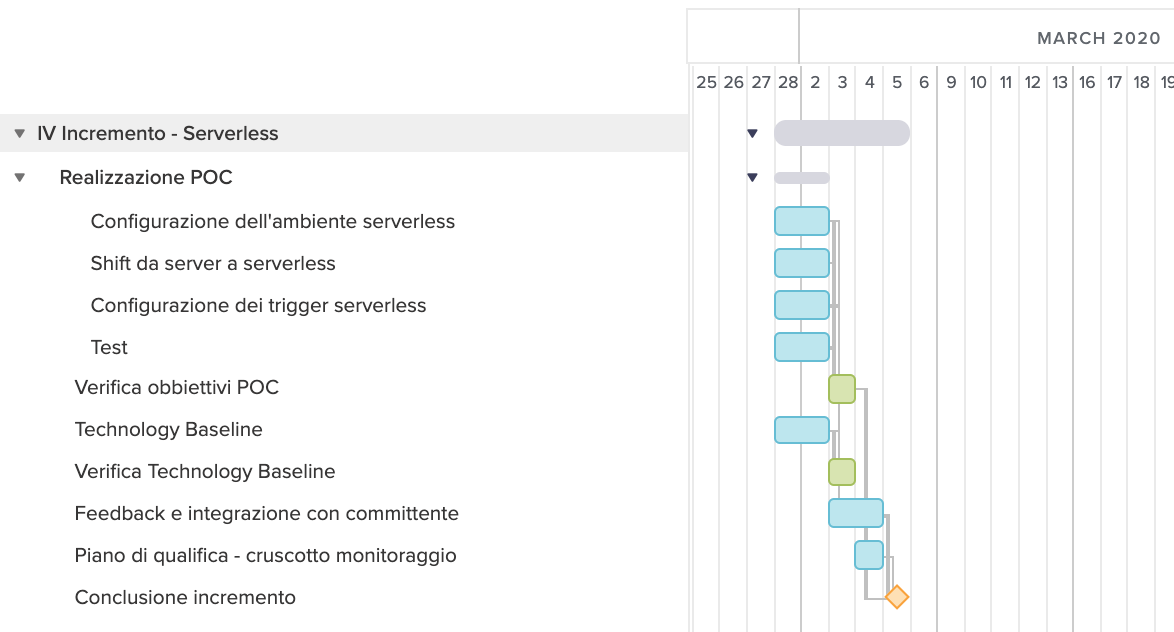 MARCH 2020
25 26 27 28 2 3 4 5 6 9 10 11 12 13 16 17 18 19
IV Incremento - Serverless
Realizzazione POC
Configurazione dell'ambiente serverless
Shift da server a serverless
Configurazione dei trigger serverless
Test
Verifica obbiettivi POC
Technology Baseline
Verifica Technology Baseline
Feedback e integrazione con committente
Piano di qualifica - cruscotto monitoraggio
Conclusione incremento